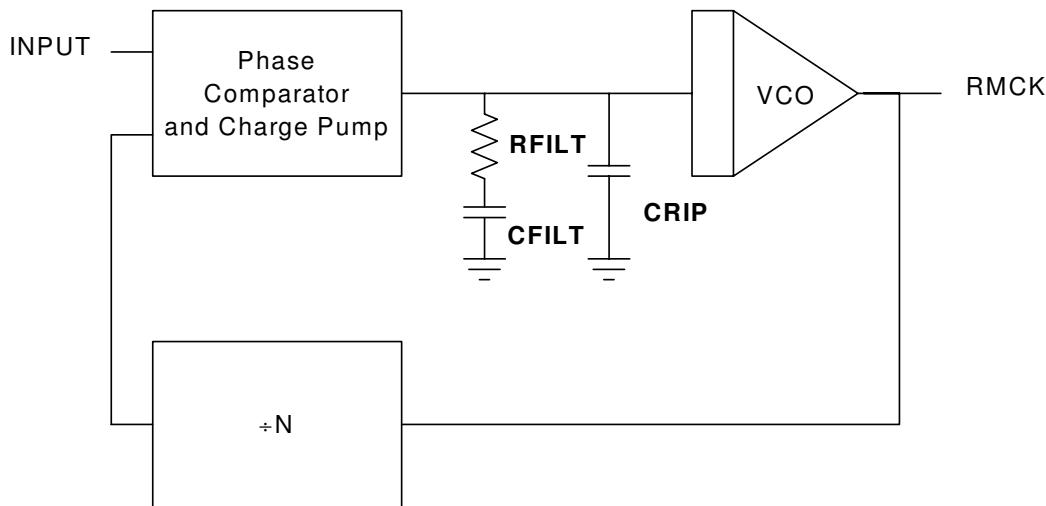 INPUT
Phase
Comparator
and Charge Pump
RFILT
CFILT
CRIP
VCO
RMCK
÷N